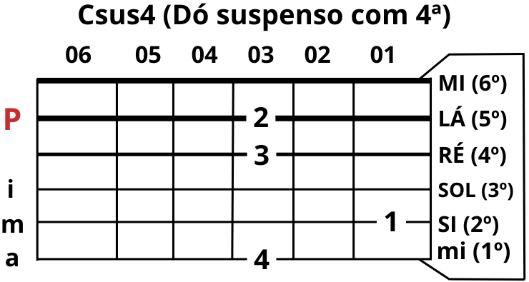 Csus4 (Dó suspenso com 4ª)
06 05 04 03 02 01
MI (6º)
P 2 LÁ (5º)
3 RÉ (4º)
i SOL (3º)
m 1 SI (2º)
a 4 mi (1º)